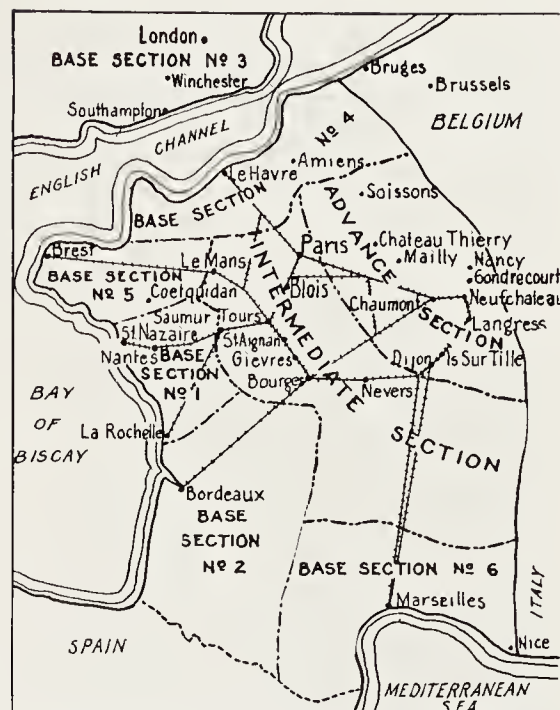 London
BASE SECTION Nº 3
Winchester
Southampton
Bruges
Brussels
BELGIUM
ENGLISH CHANNEL
Nº 4
Amiens
Le Havre
Soissons
BASE SECTION
ADVANCE
Paris
Chateau Thierry
Mailly
Nancy
Gondrecourt
Brest
BASE SECTION
Nº 5
Le Mans
Coetquidan
INTERMEDIATE
Blois
Chaumont
SECTION
Neufchateau
Langress
Saumur
Tours
St Nazaire
Nantes
BASE
SECTION
Nº 1
St Aignan
Gievres
Bourge
Dijon
Is Sur Tille
Nevers
SECTION
BAY
OF
BISCAY
La Rochelle
Bordeaux
BASE
SECTION
Nº 2
BASE SECTION Nº 6
Marseilles
ITALY
Nice
SPAIN
MEDITERRANEAN
SEA